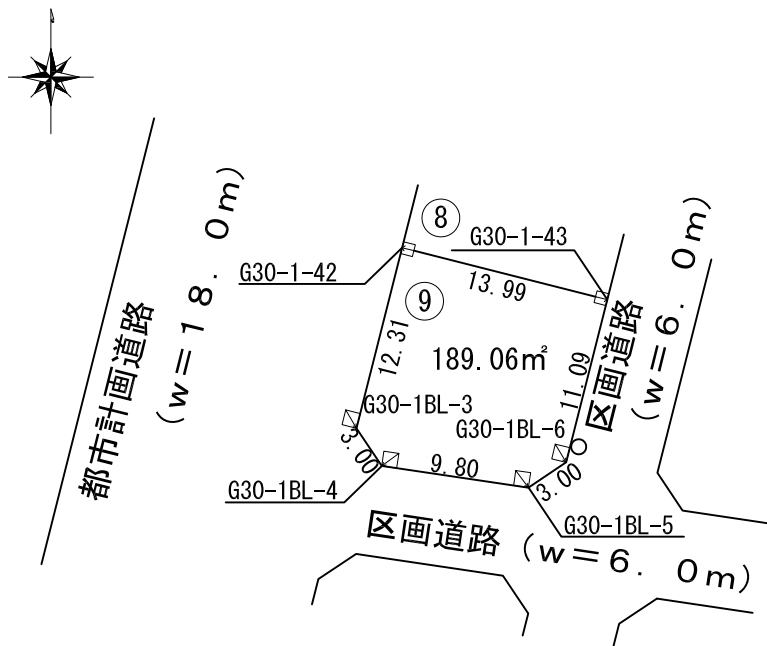 ⑧
G30-1-43
G30-1-42
13.99
⑨
都市計画道路
(w=18.0m)
区画道路
(w=6.0m)
12.31
189.06㎡
11.09
G30-1BL-3
G30-1BL-6
3.00
9.80
3.00
G30-1BL-4
G30-1BL-5
区画道路(w=6.0m)